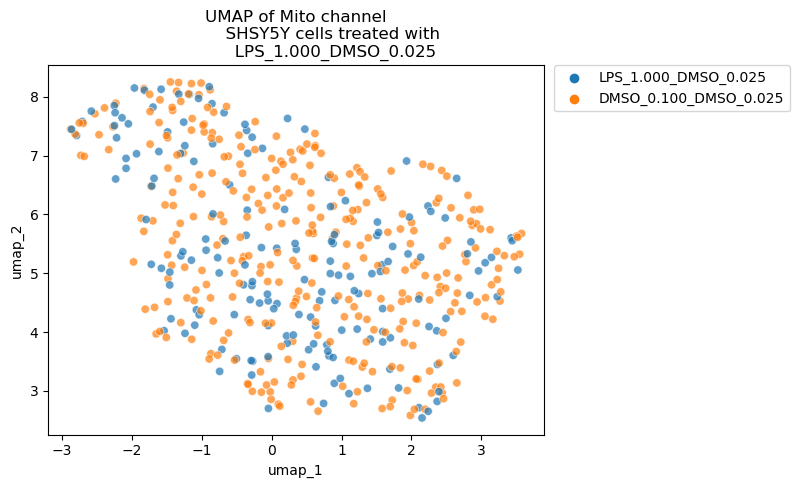 UMAP of Mito channel
SHSY5Y cells treated with
LPS_1.000_DMSO_0.025
LPS_1.000_DMSO_0.025
DMSO_0.100_DMSO_0.025
umap_2
8
7
6
5
4
3
−3
−2
−1
0
1
2
3
umap_1